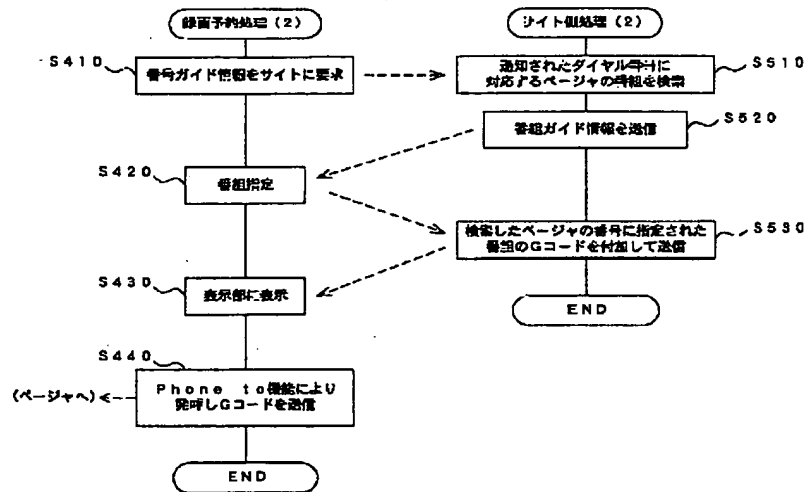 録画予約処理(2)
サイト側処理(2)
S410
番号ガイド情報をサイトに要求
通知されたダイヤル番号に
対応するページャの番組を検索
S510
番組ガイド情報を送信
S520
S420
番組指定
検索したページャの番号に指定された
番組のGコードを付加して送信
S530
S430
表示部に表示
END
S440
(ページャへ)
Phone to機能により
発呼しGコードを送信
END